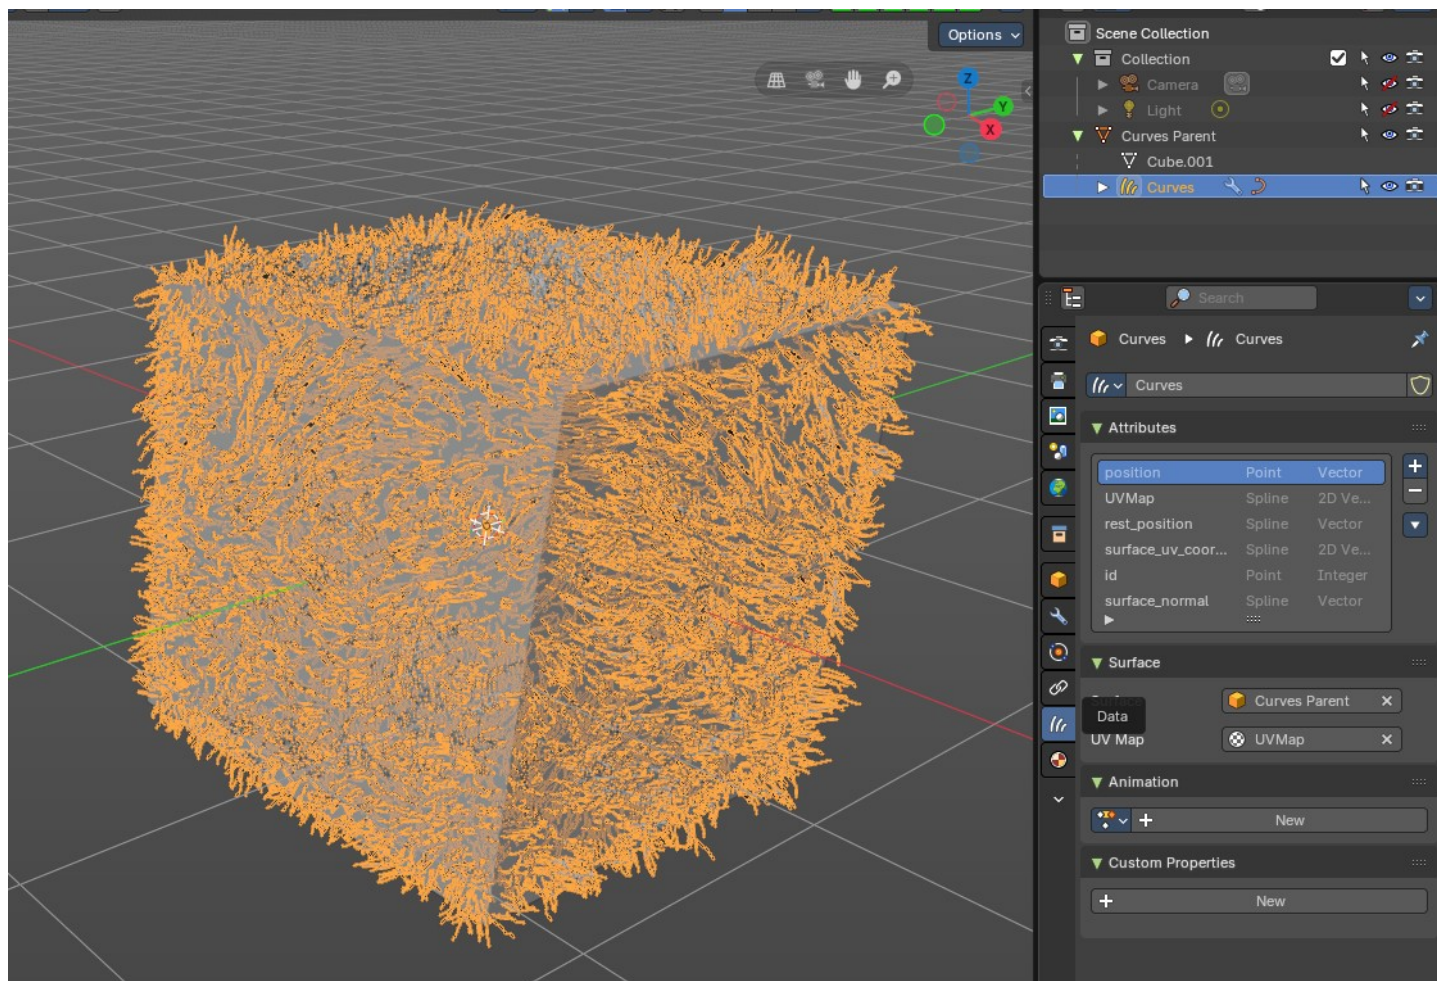 Options
Z
Y
X
Scene Collection
Collection
Camera
Light
Curves Parent
Cube.001
Curves
Search
Curves Curves
Curves
Attributes
position Point Vector
UVMap Spline 2D Ve...
rest_position Spline Vector
surface_uv_coor... Spline 2D Ve...
id Point Integer
surface_normal Spline Vector
Surface
Surface Curves Parent
Data
UV Map UVMap
Animation
New
Custom Properties
New